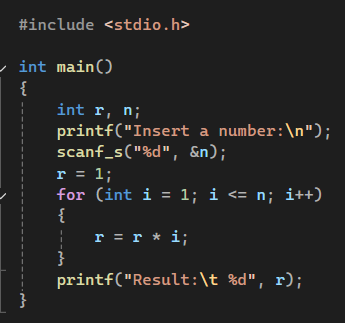 #include <stdio.h>
int main()
{
int r, n;
printf("Insert a number:\n");
scanf_s("%d", &n);
r = 1;
for (int i = 1; i <= n; i++)
{
r = r * i;
}
printf("Result:\t %d", r);
}